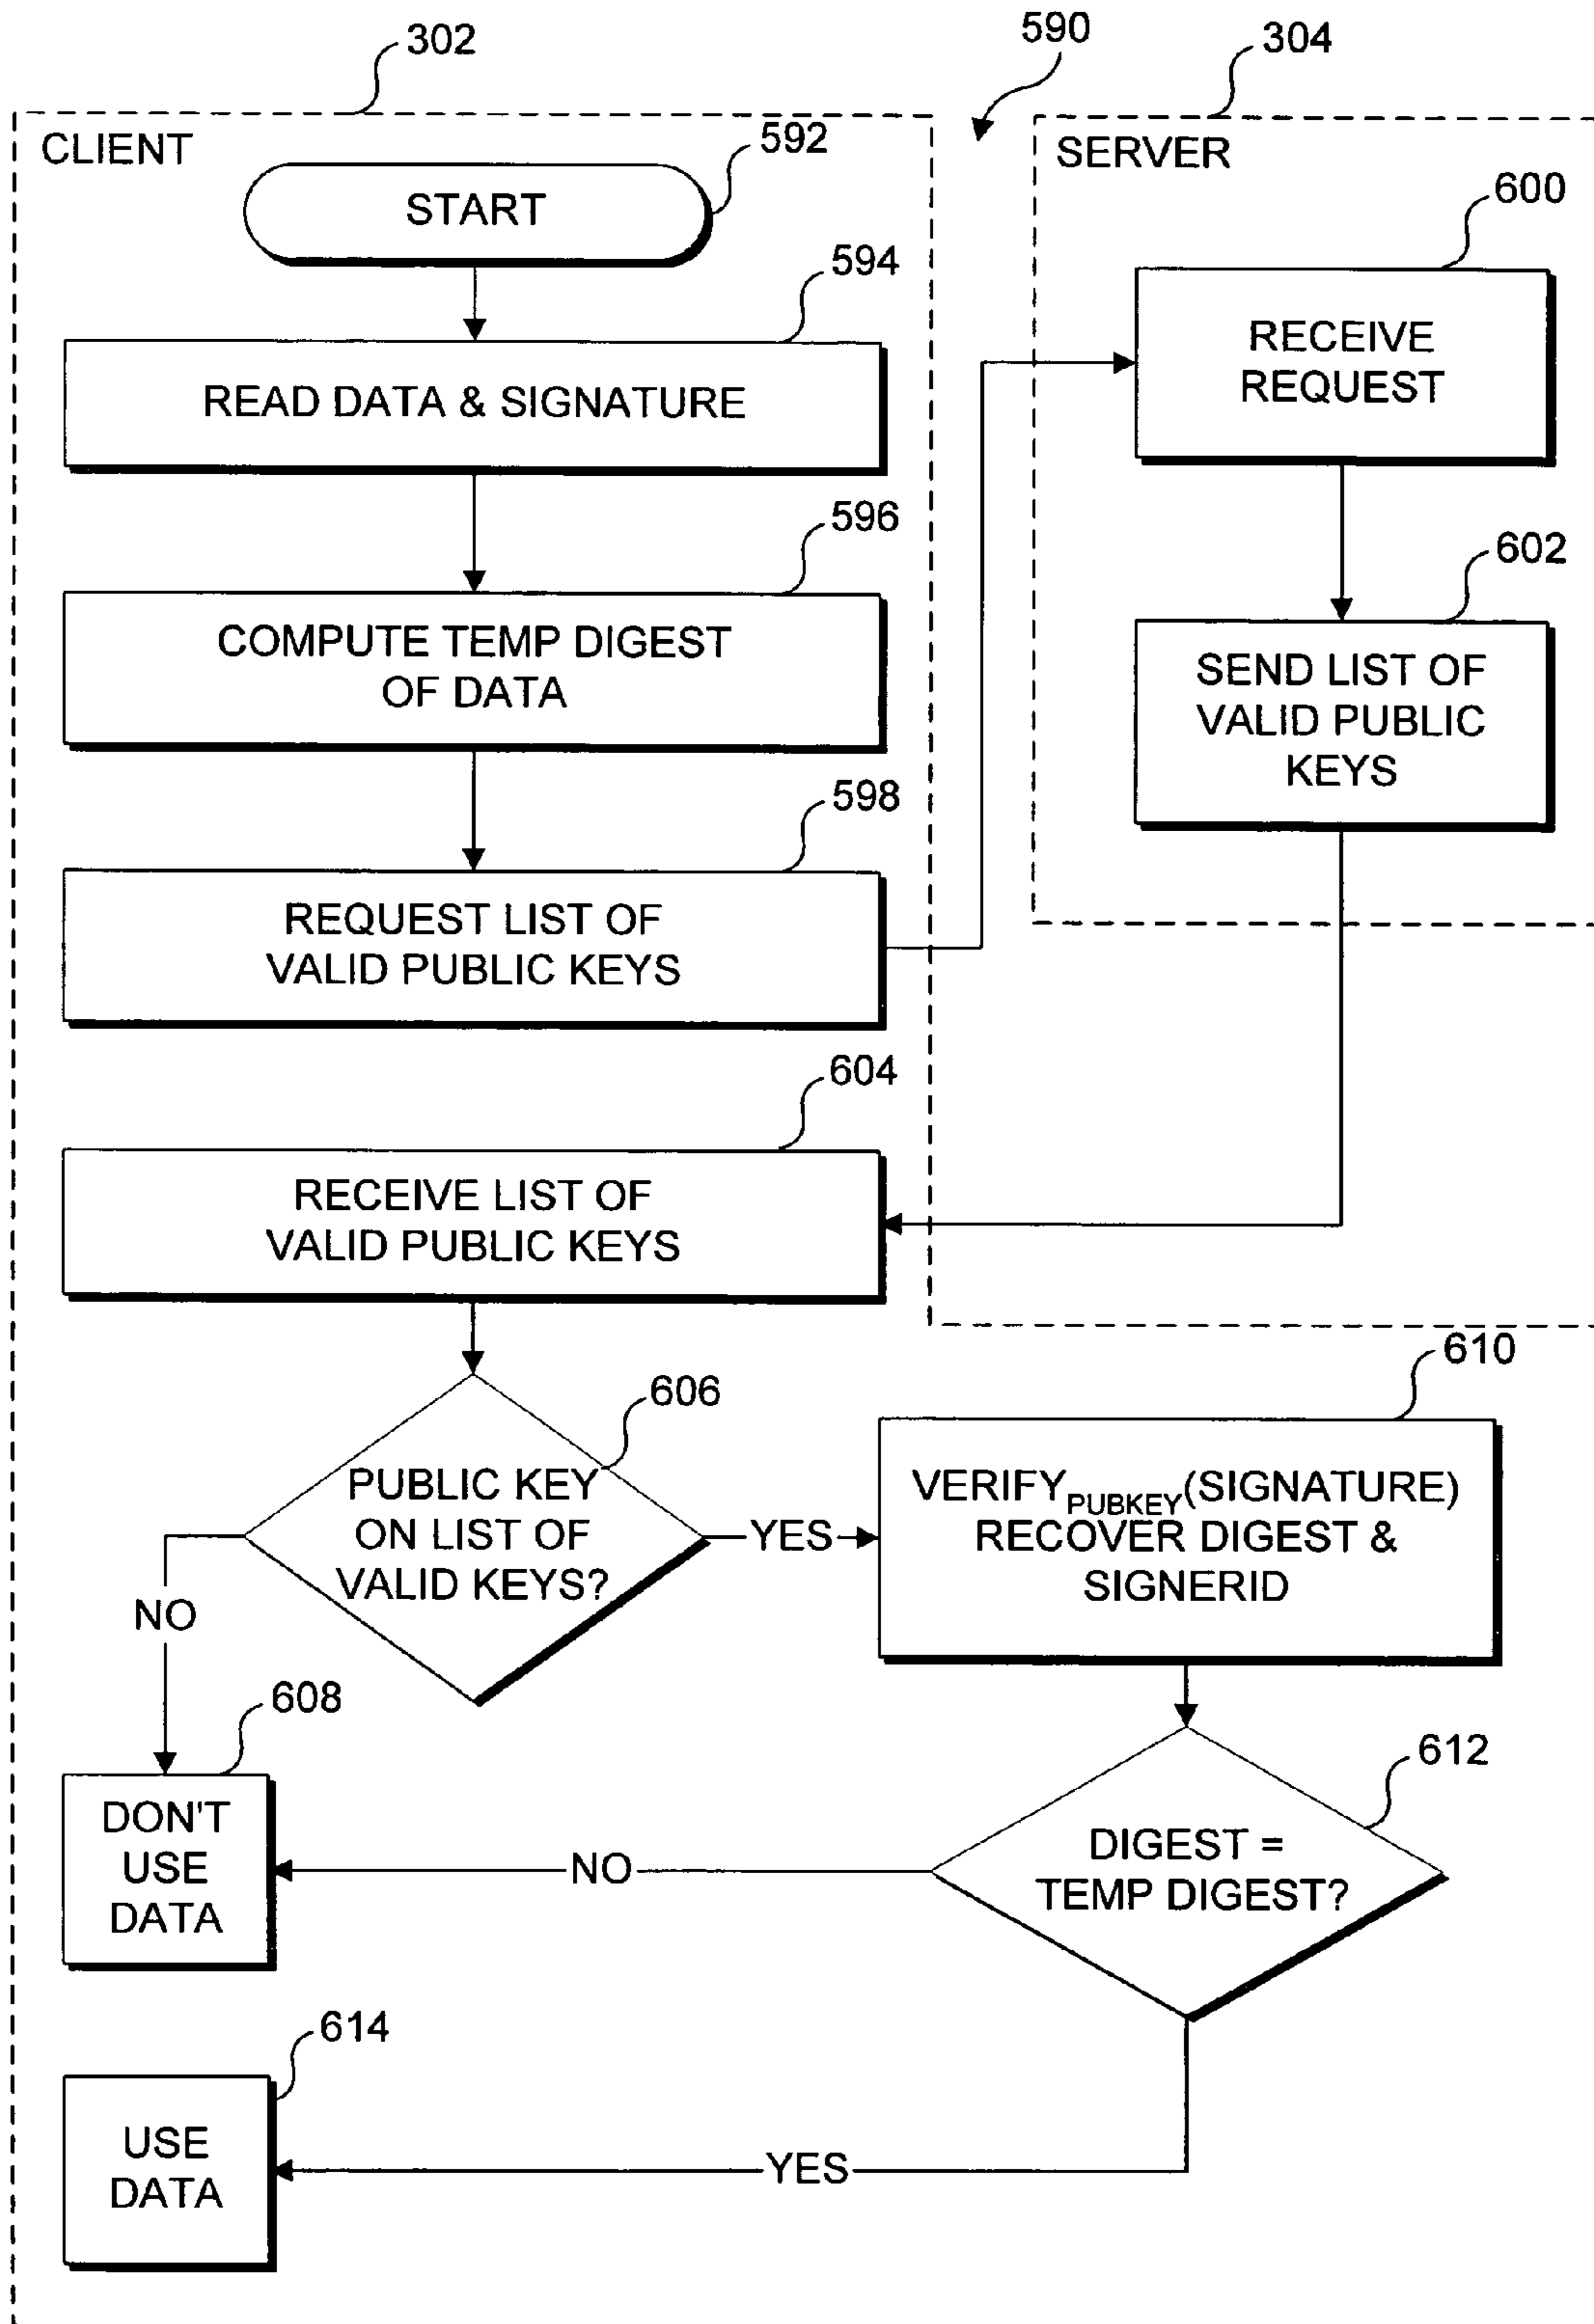 302
590
304
CLIENT
SERVER
592
START
600
594
RECEIVE
REQUEST
READ DATA & SIGNATURE
596
602
COMPUTE TEMP DIGEST
OF DATA
SEND LIST OF
VALID PUBLIC
KEYS
598
REQUEST LIST OF
VALID PUBLIC KEYS
604
RECEIVE LIST OF
VALID PUBLIC KEYS
610
606
PUBLIC KEY
ON LIST OF
VALID KEYS?
YES
VERIFYPUBKEY(SIGNATURE)
RECOVER DIGEST &
SIGNERID
NO
608
612
DON'T
USE
DATA
NO
DIGEST =
TEMP DIGEST?
614
USE
DATA
YES